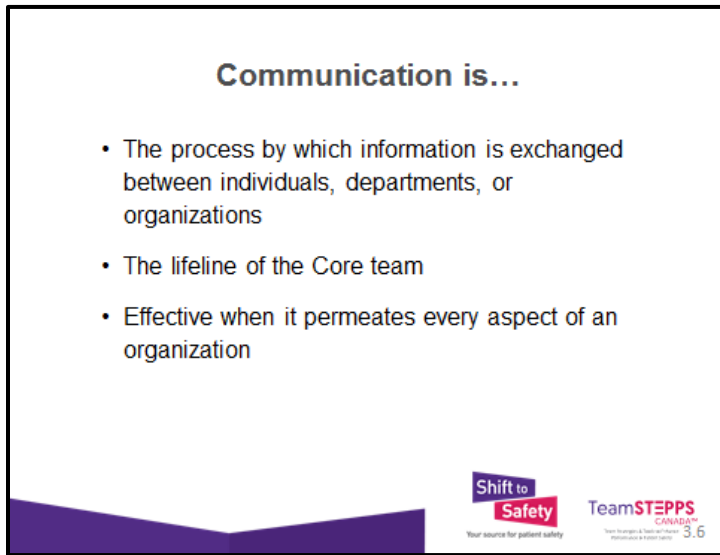 Communication is...
• The process by which information is exchanged
between individuals, departments, or
organizations
• The lifeline of the Core team
• Effective when it permeates every aspect of an
organization
Shift to
Safety
Your source for patient safety
TeamSTEPPS
CANADA™
3.6